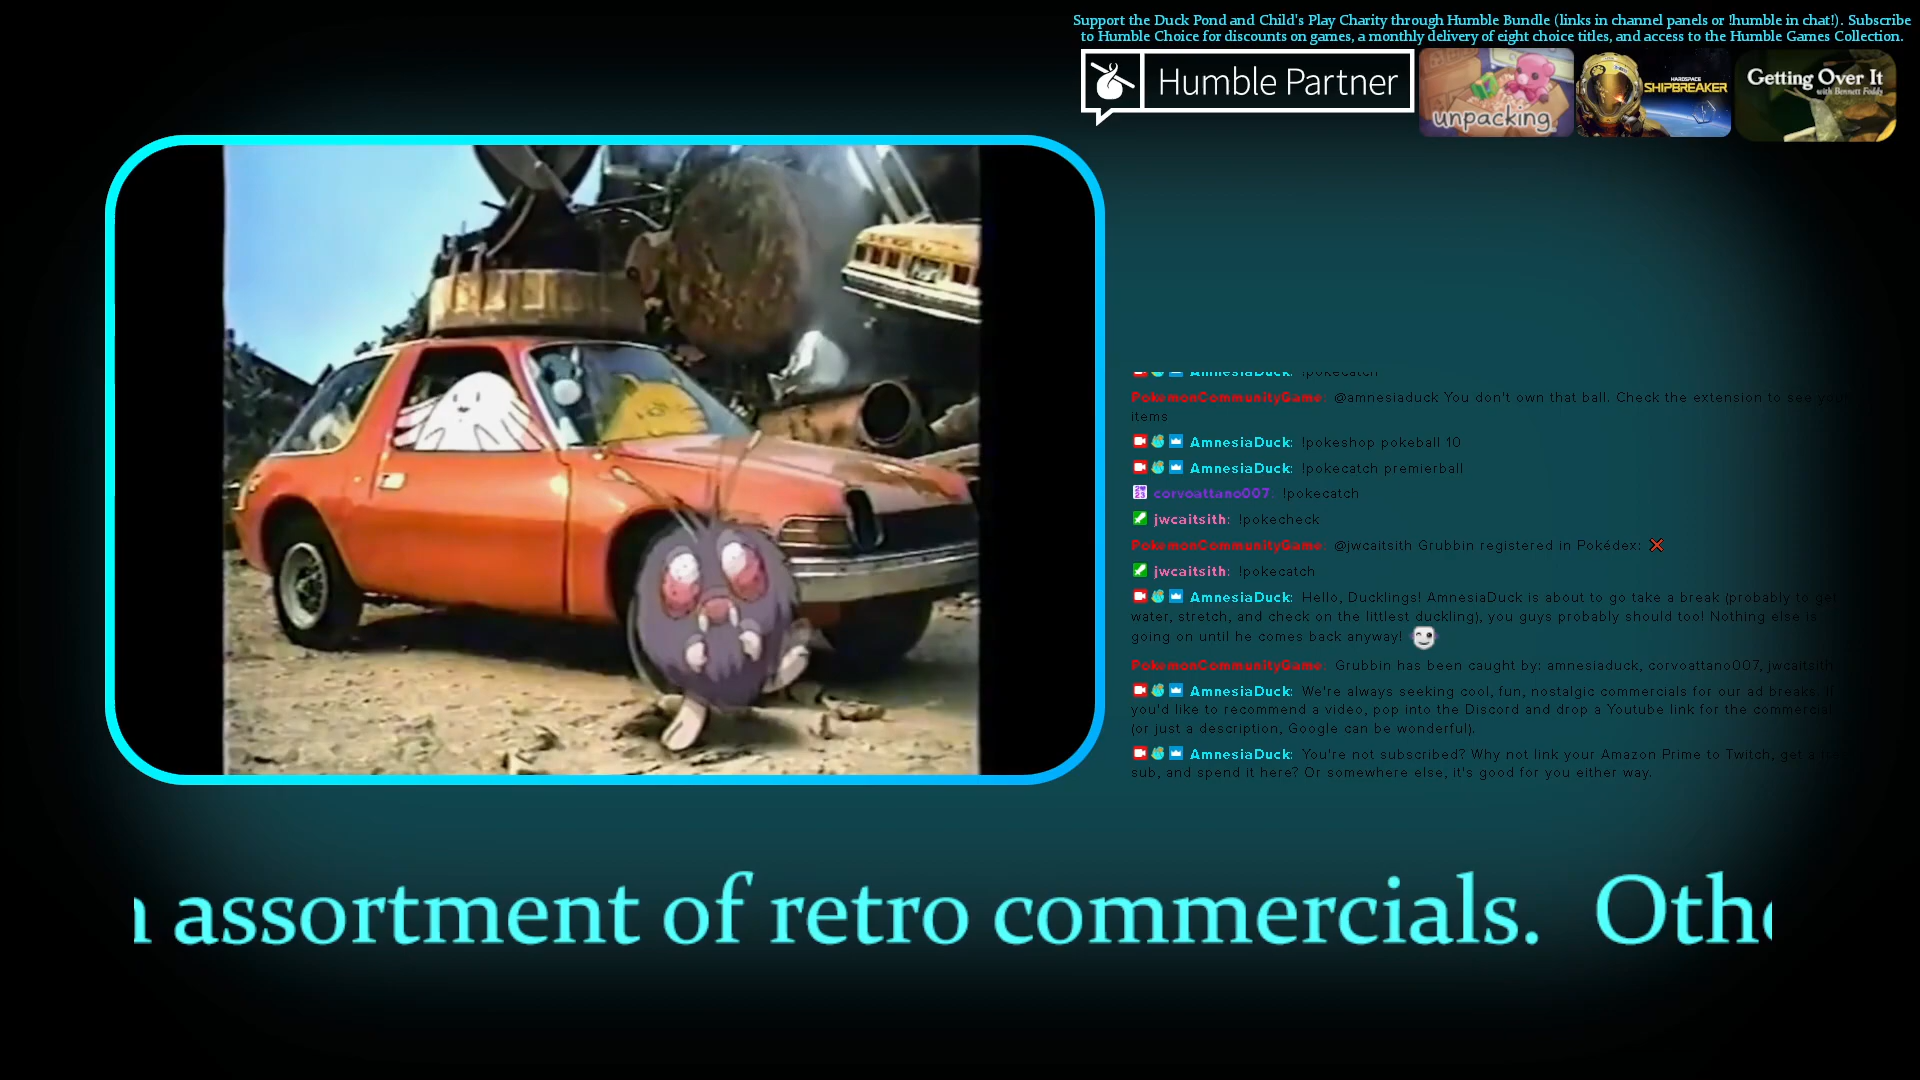 Support the Duck Pond and Child's Play Charity through Humble Bundle (links in channel panels or !humble in chat!). Subscribe
to Humble Choice for discounts on games, a monthly delivery of eight choice titles, and access to the Humble Games Collection.
Humble Partner
unpacking
HARDSPACE
SHIPBREAKER
Getting Over It
with Bennett Foddy
AmnesiaDuck: !pokecatch
PokemonCommunityGame: @amnesiaduck You don't own that ball. Check the extension to see your
items
AmnesiaDuck: !pokeshop pokeball 10
AmnesiaDuck: !pokecatch premierball
corvoattano007: !pokecatch
jwcaitsith: !pokecheck
PokemonCommunityGame: @jwcaitsith Grubbin registered in Pokédex: ❌
jwcaitsith: !pokecatch
AmnesiaDuck: Hello, Ducklings! AmnesiaDuck is about to go take a break (probably to get
water, stretch, and check on the littlest duckling), you guys probably should too! Nothing else is
going on until he comes back anyway!
PokemonCommunityGame: Grubbin has been caught by: amnesiaduck, corvoattano007, jwcaitsith
AmnesiaDuck: We're always seeking cool, fun, nostalgic commercials for our ad breaks. If
you'd like to recommend a video, pop into the Discord and drop a Youtube link for the commercial
(or just a description, Google can be wonderful).
AmnesiaDuck: You're not subscribed? Why not link your Amazon Prime to Twitch, get a
sub, and spend it here? Or somewhere else, it's good for you either way.
n assortment of retro commercials. Othe